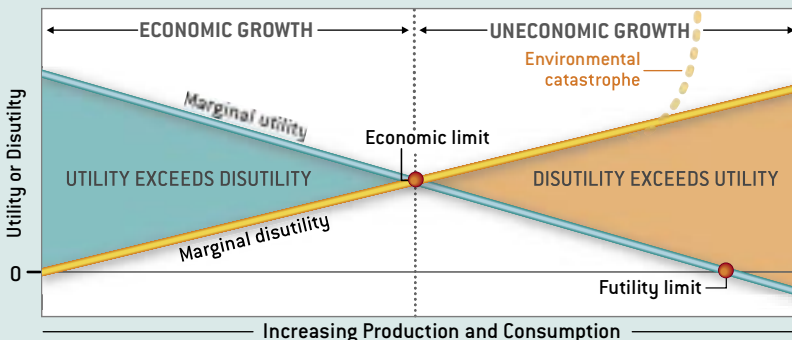 ECONOMIC GROWTH
UNECONOMIC GROWTH
Environmental
catastrophe
Marginal utility
Economic limit
UTILITY EXCEEDS DISUTILITY
DISUTILITY EXCEEDS UTILITY
Marginal disutility
Utility or Disutilty
0
Futility limit
Increasing Production and Consumption